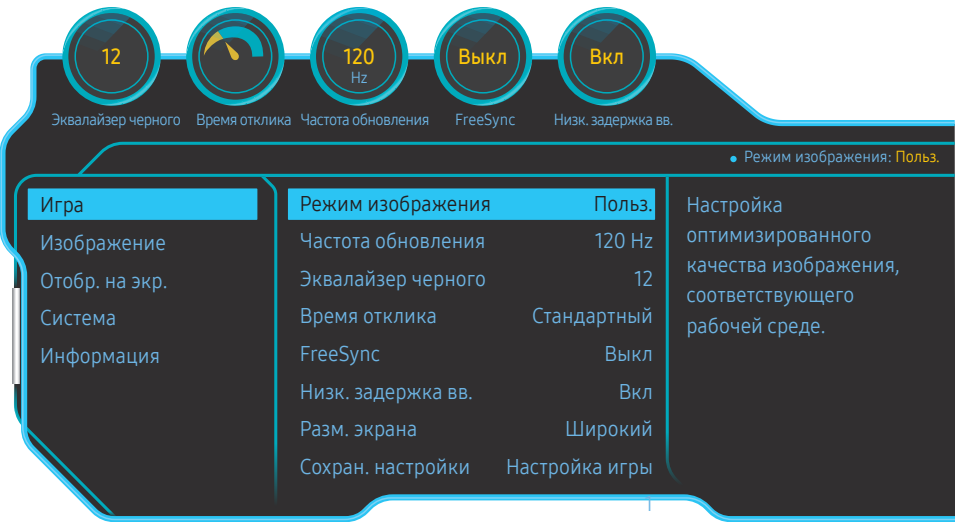 12
120
Hz
Выкл
Вкл
Эквалайзер черного
Время отклика
Частота обновления
FreeSync
Низк. задержка вв.
Режим изображения: Польз.
Игра
Изображение
Отобр. на экр.
Система
Информация
Режим изображения Польз.
Частота обновления 120 Hz
Эквалайзер черного 12
Время отклика Стандартный
FreeSync Выкл
Низк. задержка вв. Вкл
Разм. экрана Широкий
Сохран. настройки Настройка игры
Настройка
оптимизированного
качества изображения,
соответствующего
рабочей среде.